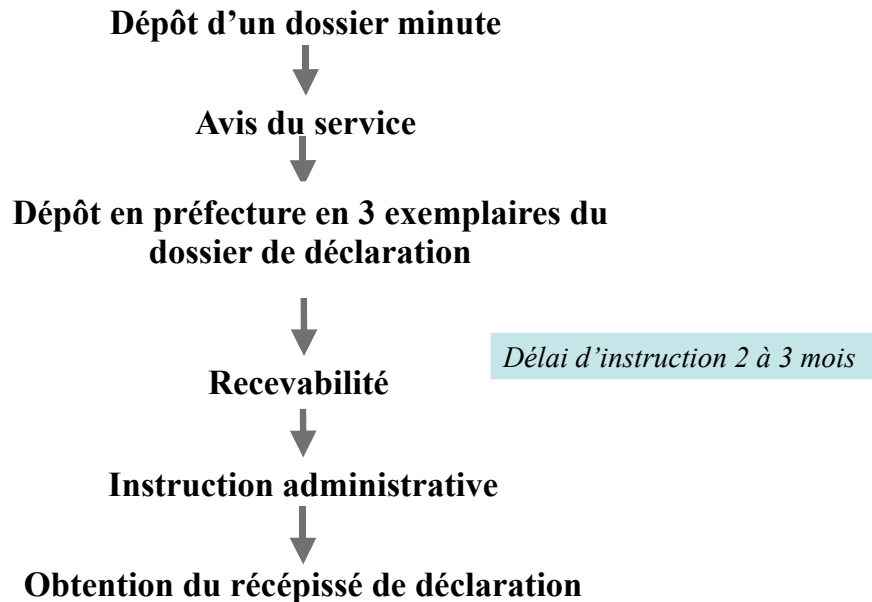 Dépôt d’un dossier minute
Avis du service
Dépôt en préfecture en 3 exemplaires du
dossier de déclaration
Délai d’instruction 2 à 3 mois
Recevabilité
Instruction administrative
Obtention du récépissé de déclaration